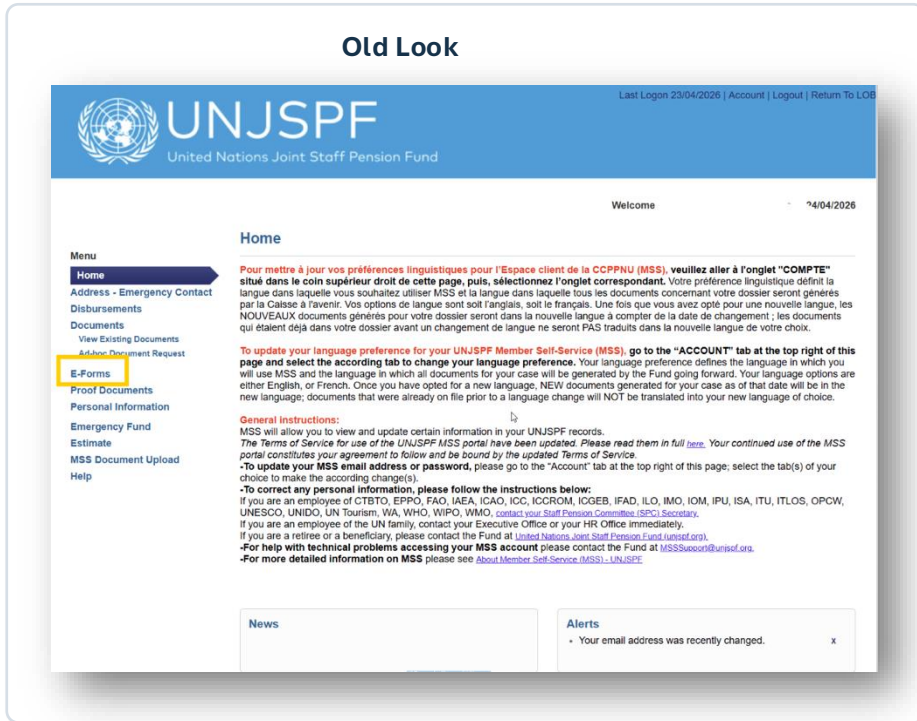 Old Look
Last Logon 23/04/2026 | Account | Logout | Return To LOB
UNJSPF
United Nations Joint Staff Pension Fund
Welcome 24/04/2026
Menu
Home
Address - Emergency Contact
Disbursements
Documents
View Existing Documents
Ad-hoc Document Request
E-Forms
Proof Documents
Personal Information
Emergency Fund
Estimate
MSS Document Upload
Help
Home
Pour mettre à jour vos préférences linguistiques pour l'Espace client de la CCPPNU (MSS), veuillez aller à l'onglet "COMPTE"
situé dans le coin supérieur droit de cette page, puis, sélectionnez l'onglet correspondant. Votre préférence linguistique définit la
langue dans laquelle vous souhaitez utiliser MSS et la langue dans laquelle tous les documents concernant votre dossier seront générés
par la Caisse à l'avenir. Vos options de langue sont soit l'anglais, soit le français. Une fois que vous avez opté pour une nouvelle langue, les
NOUVEAUX documents générés pour votre dossier seront dans la nouvelle langue à compter de la date de changement ; les documents
qui étaient déjà dans votre dossier avant un changement de langue ne seront PAS traduits dans la nouvelle langue de votre choix.
To update your language preference for your UNJSPF Member Self-Service (MSS), go to the “ACCOUNT” tab at the top right of this
page and select the according tab to change your language preference. Your language preference defines the language in which you
will use MSS and the language in which all documents for your case will be generated by the Fund going forward. Your language options are
either English, or French. Once you have opted for a new language, NEW documents generated for your case as of that date will be in the
new language; documents that were already on file prior to a language change will NOT be translated into your new language of choice.
General instructions:
MSS will allow you to view and update certain information in your UNJSPF records.
The Terms of Service for use of the UNJSPF MSS portal have been updated. Please read them in full here. Your continued use of the MSS
portal constitutes your agreement to follow and be bound by the updated Terms of Service.
-To update your MSS email address or password, please go to the “Account” tab at the top right of this page; select the tab(s) of your
choice to make the according change(s).
-To correct any personal information, please follow the instructions below:
If you are an employee of CTBTO, EPPO, FAO, IAEA, ICAO, ICC, ICCROM, ICGEB, IFAD, ILO, IMO, IOM, IPU, ISA, ITU, ITLOS, OPCW,
UNESCO, UNIDO, UN Tourism, WA, WHO, WIPO, WMO, contact your Staff Pension Committee (SPC) Secretary.
If you are an employee of the UN family, contact your Executive Office or your HR Office immediately.
If you are a retiree or a beneficiary, please contact the Fund at United Nations Joint Staff Pension Fund (unjspf.org).
-For help with technical problems accessing your MSS account please contact the Fund at MSSSupport@unjspf.org.
-For more detailed information on MSS please see About Member Self-Service (MSS) - UNJSPF
News
Alerts
• Your email address was recently changed. x